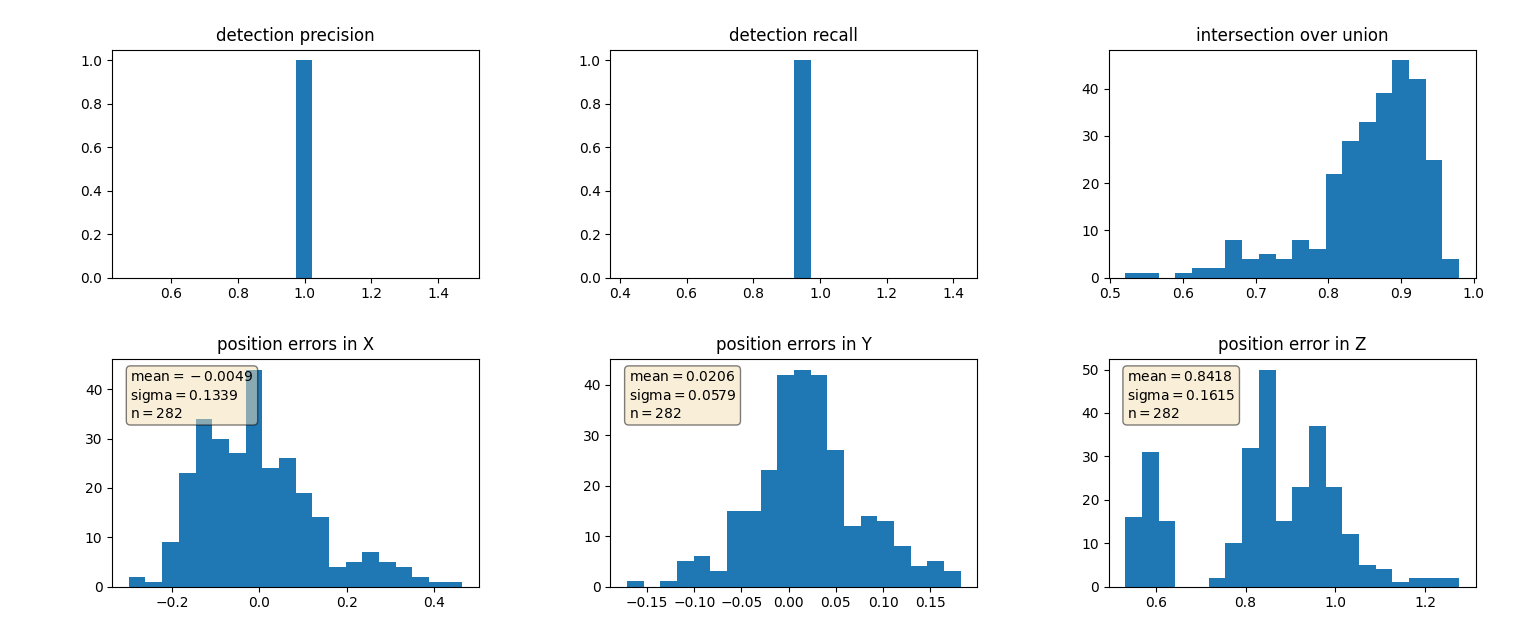 detection precision
detection recall
intersection over union
1.0
0.8
0.6
0.4
0.2
0.0
0.6 0.8 1.0 1.2 1.4
1.0
0.8
0.6
0.4
0.2
0.0
0.4 0.6 0.8 1.0 1.2 1.4
40
30
20
10
0
0.5 0.6 0.7 0.8 0.9 1.0
position errors in X
position errors in Y
position error in Z
mean = −0.0049
sigma = 0.1339
n = 282
40
30
20
10
0
−0.2 0.0 0.2 0.4
mean = 0.0206
sigma = 0.0579
n = 282
40
30
20
10
0
−0.15 −0.10 −0.05 0.00 0.05 0.10 0.15
mean = 0.8418
sigma = 0.1615
n = 282
50
40
30
20
10
0
0.6 0.8 1.0 1.2